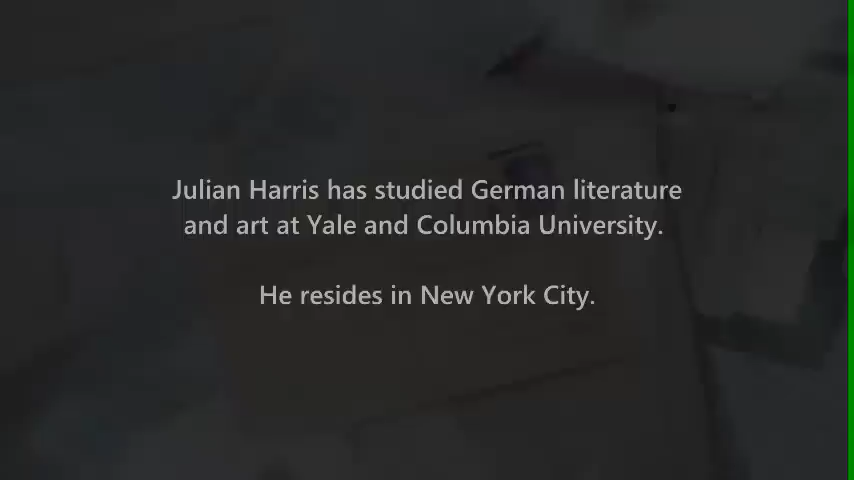 Julian Harris has studied German literature
and art at Yale and Columbia University.
He resides in New York City.